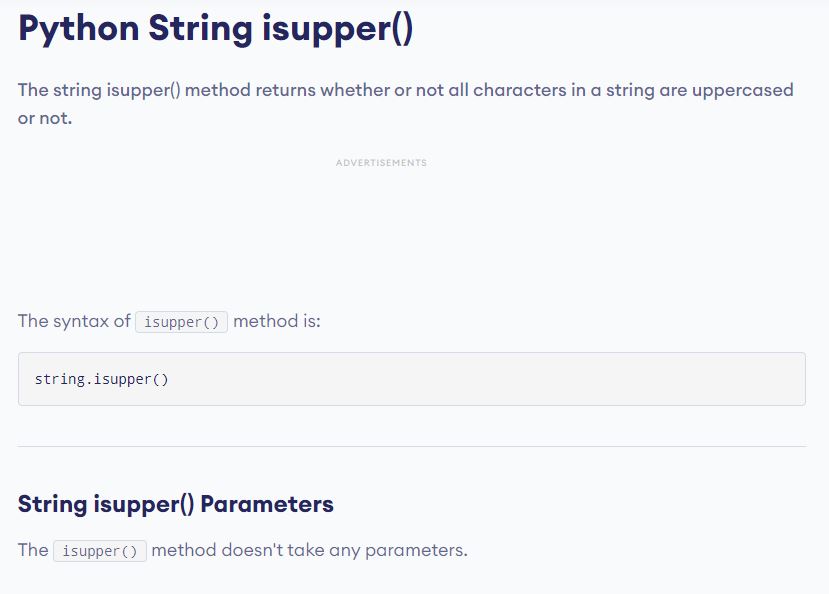 Python String isupper()
The string isupper() method returns whether or not all characters in a string are uppercased
or not.
ADVERTISEMENTS
The syntax of isupper() method is:
string.isupper()
String isupper() Parameters
The isupper() method doesn't take any parameters.